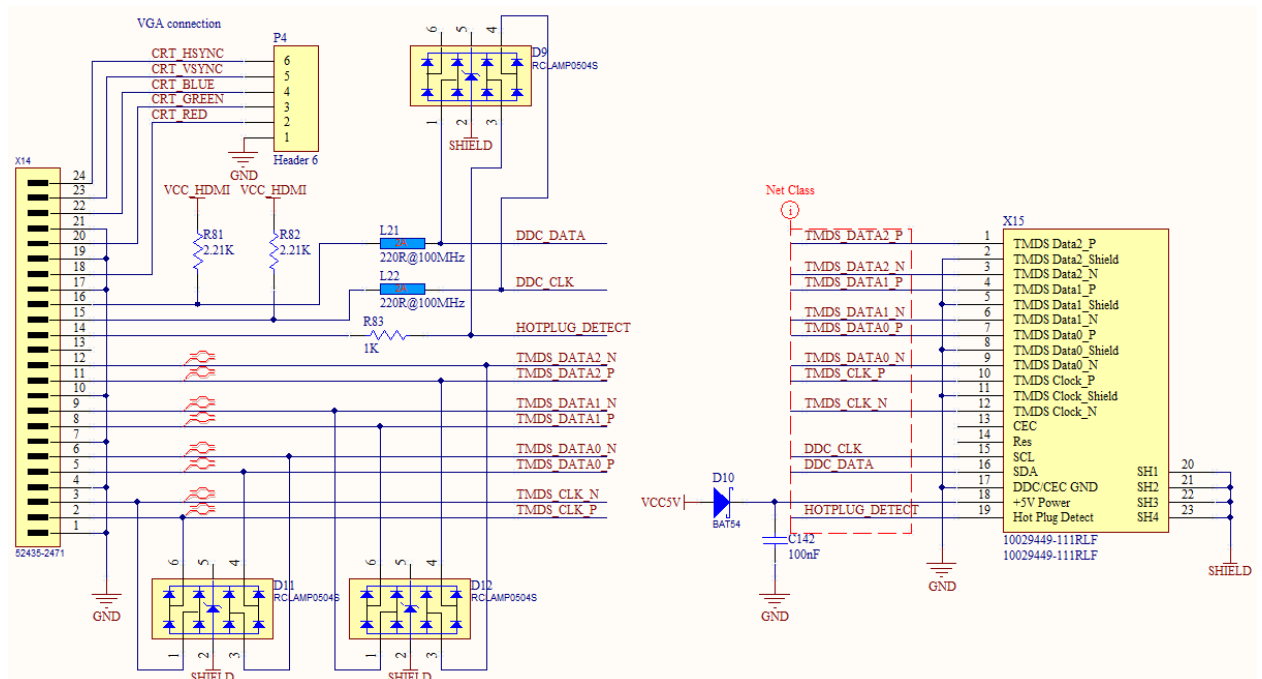 VGA connection
P4
CRT_HSYNC
CRT_VSYNC
CRT_BLUE
CRT_GREEN
CRT_RED
6
5
4
3
2
1
Header 6
GND
6
5
4
D9
RCLAMP0504S
1
2
3
SHIELD
X14
24
23
22
21
20
19
18
17
16
15
14
13
12
11
10
9
8
7
6
5
4
3
2
1
52435-2471
GND
VCC_HDMI
VCC_HDMI
R81
2.21K
R82
2.21K
L21
2A
220R@100MHz
L22
2A
220R@100MHz
R83
1K
DDC_DATA
DDC_CLK
HOTPLUG_DETECT
TMDS_DATA2_N
TMDS_DATA2_P
TMDS_DATA1_N
TMDS_DATA1_P
TMDS_DATA0_N
TMDS_DATA0_P
TMDS_CLK_N
TMDS_CLK_P
6
5
4
D11
RCLAMP0504S
1
2
3
SHIELD
6
5
4
D12
RCLAMP0504S
1
2
3
SHIELD
Net Class
i
TMDS_DATA2_P
TMDS_DATA2_N
TMDS_DATA1_P
TMDS_DATA1_N
TMDS_DATA0_P
TMDS_DATA0_N
TMDS_CLK_P
TMDS_CLK_N
DDC_CLK
DDC_DATA
HOTPLUG_DETECT
VCC5V
D10
BAT54
C142
100nF
GND
GND
X15
1 TMDS Data2_P
2 TMDS Data2_Shield
3 TMDS Data2_N
4 TMDS Data1_P
5 TMDS Data1_Shield
6 TMDS Data1_N
7 TMDS Data0_P
8 TMDS Data0_Shield
9 TMDS Data0_N
10 TMDS Clock_P
11 TMDS Clock_Shield
12 TMDS Clock_N
13 CEC
14 Res
15 SCL
16 SDA SH1 20
17 DDC/CEC GND SH2 21
18 +5V Power SH3 22
19 Hot Plug Detect SH4 23
10029449-111RLF
10029449-111RLF
SHIELD